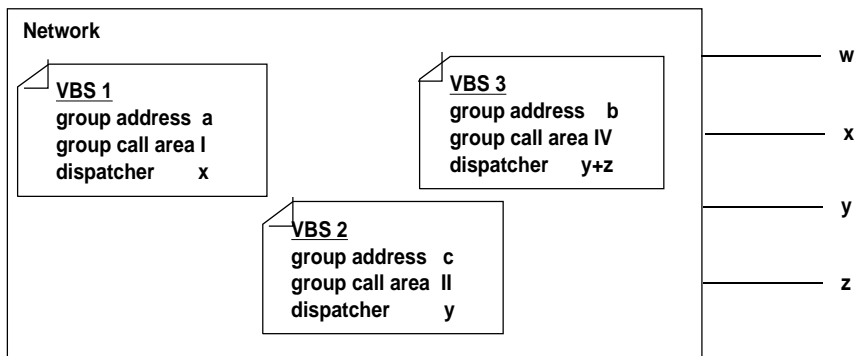 Network
VBS 1
group address a
group call area I
dispatcher x
VBS 3
group address b
group call area IV
dispatcher y+z
VBS 2
group address c
group call area II
dispatcher y
w
x
y
z